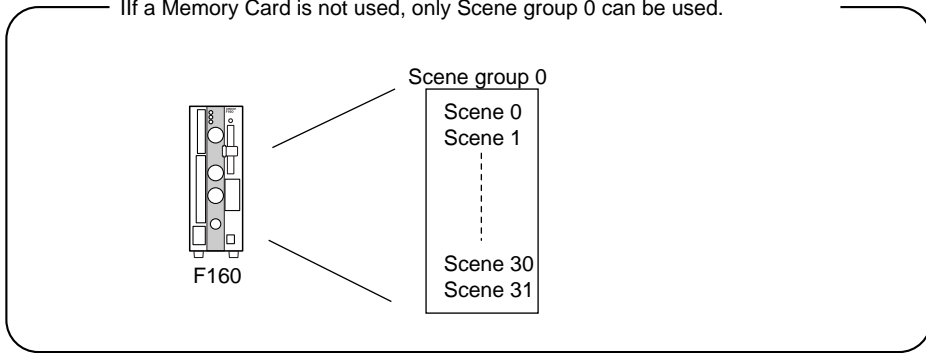 IIf a Memory Card is not used, only Scene group 0 can be used.
Scene group 0
Scene 0
Scene 1
Scene 30
Scene 31
F160